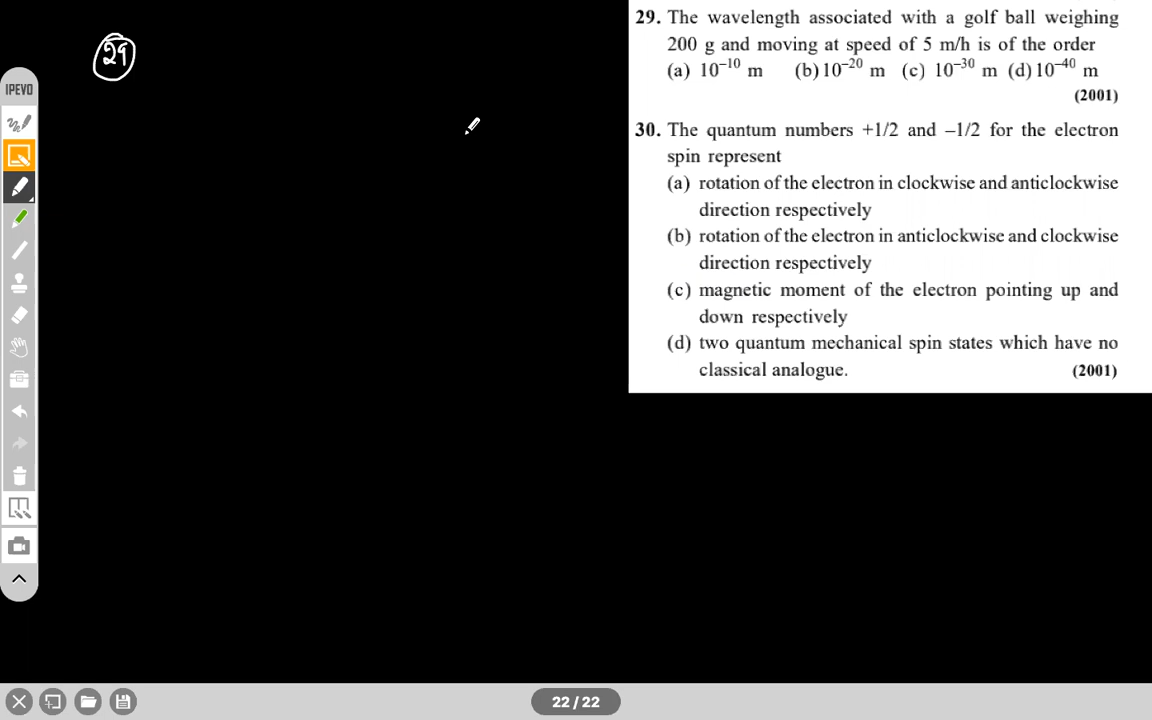 29
IPEVO
29. The wavelength associated with a golf ball weighing
200 g and moving at speed of 5 m/h is of the order
(a) 10⁻¹⁰ m (b) 10⁻²⁰ m (c) 10⁻³⁰ m (d) 10⁻⁴⁰ m
(2001)
30. The quantum numbers +1/2 and –1/2 for the electron
spin represent
(a) rotation of the electron in clockwise and anticlockwise
direction respectively
(b) rotation of the electron in anticlockwise and clockwise
direction respectively
(c) magnetic moment of the electron pointing up and
down respectively
(d) two quantum mechanical spin states which have no
classical analogue. (2001)
22 / 22